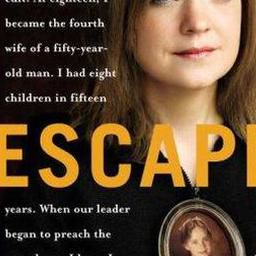 cult. At eighteen, I
became the fourth
wife of a fifty-year-
old man. I had eight
children in fifteen
ESCAPE
years. When our leader
began to preach the